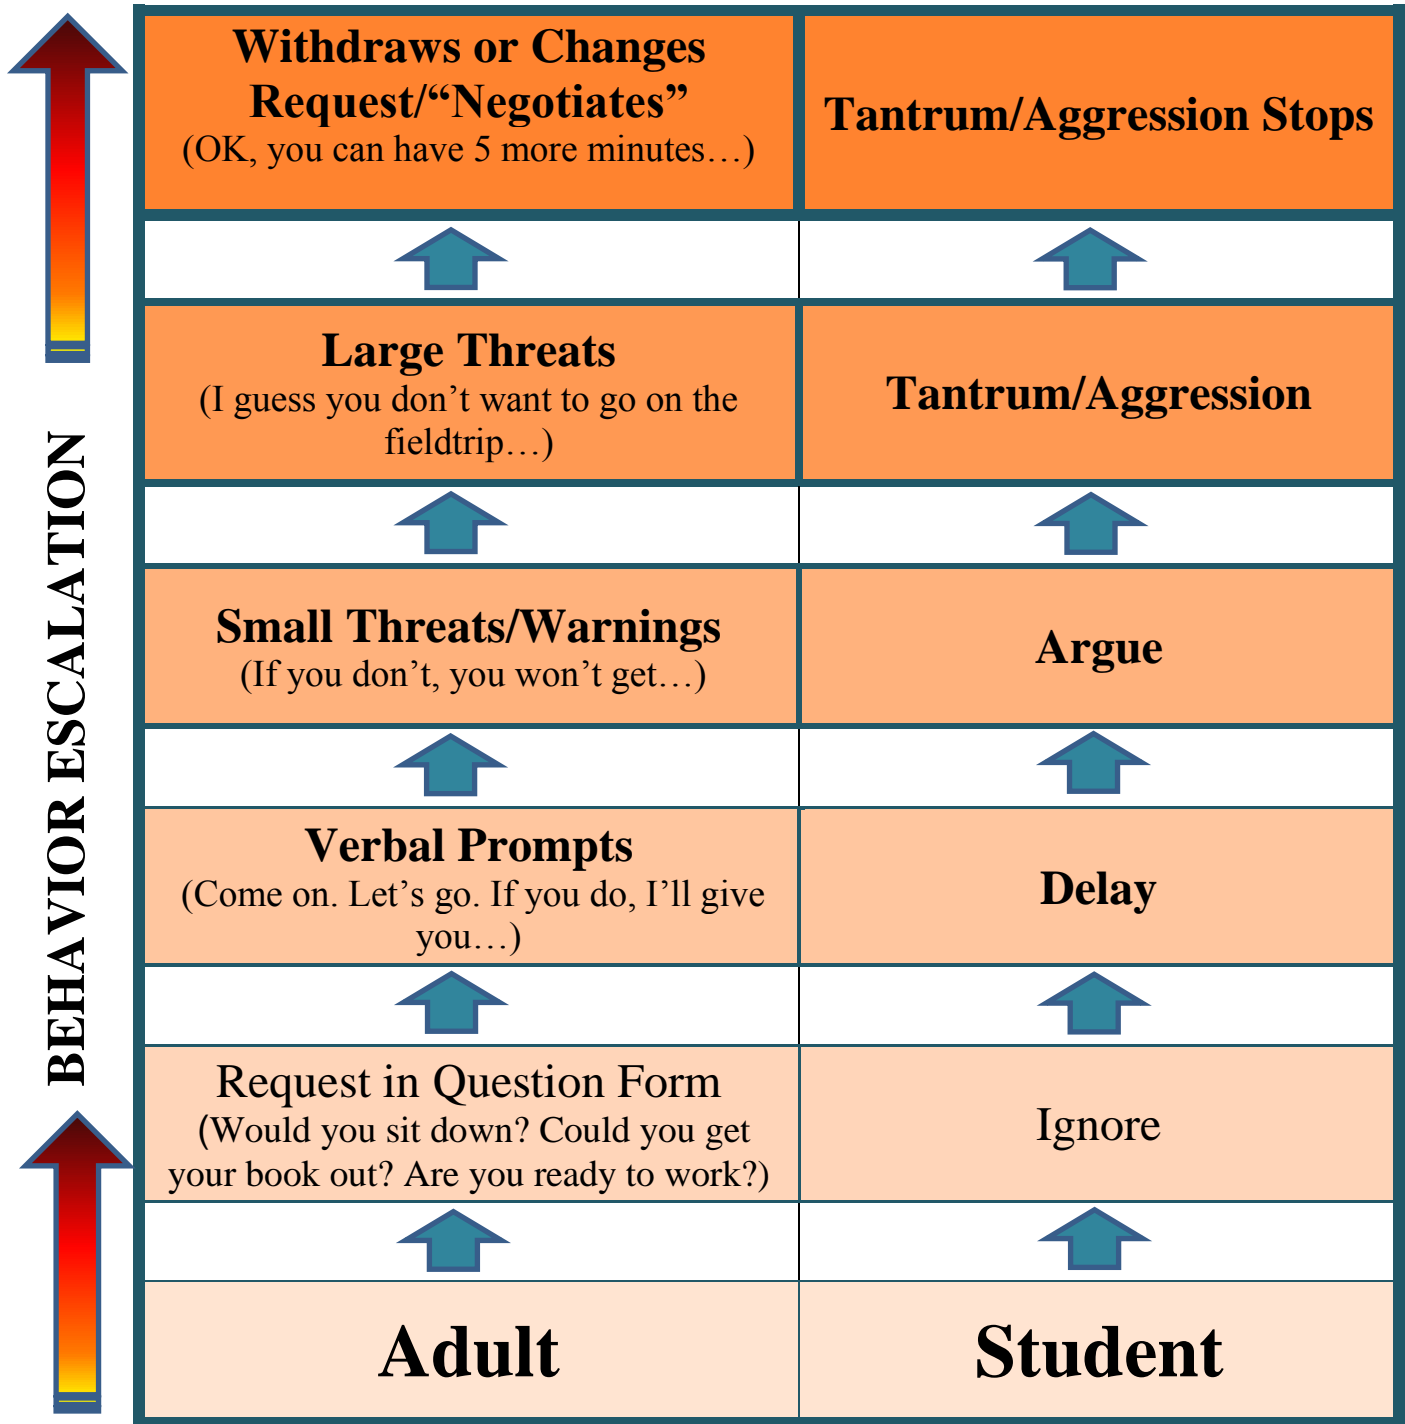 Withdraws or Changes
Request/“Negotiates”
(OK, you can have 5 more minutes…)
Tantrum/Aggression Stops
Large Threats
(I guess you don’t want to go on the
fieldtrip…)
Tantrum/Aggression
Small Threats/Warnings
(If you don’t, you won’t get…)
Argue
Verbal Prompts
(Come on. Let’s go. If you do, I’ll give
you…)
Delay
Request in Question Form
(Would you sit down? Could you get
your book out? Are you ready to work?)
Ignore
Adult
Student
BEHAVIOR ESCALATION